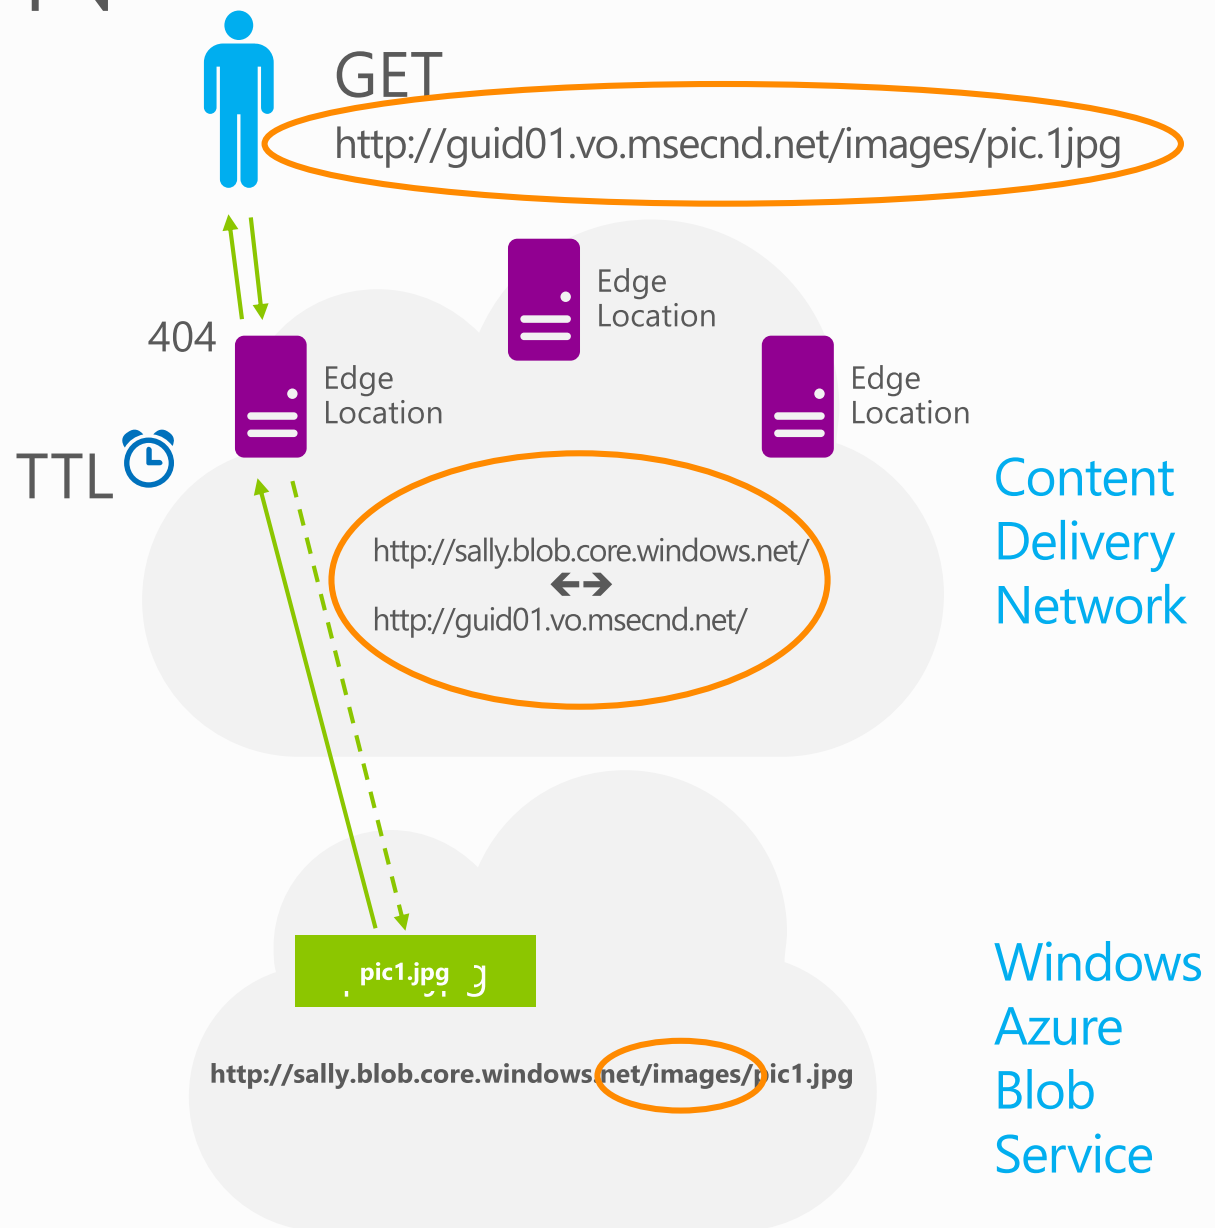 GET
http://guid01.vo.msecnd.net/images/pic.1jpg
Edge
Location
404
Edge
Location
Edge
Location
TTL
Content
Delivery
Network
http://sally.blob.core.windows.net/
http://guid01.vo.msecnd.net/
pic1.jpg
http://sally.blob.core.windows.net/images/pic1.jpg
Windows
Azure
Blob
Service